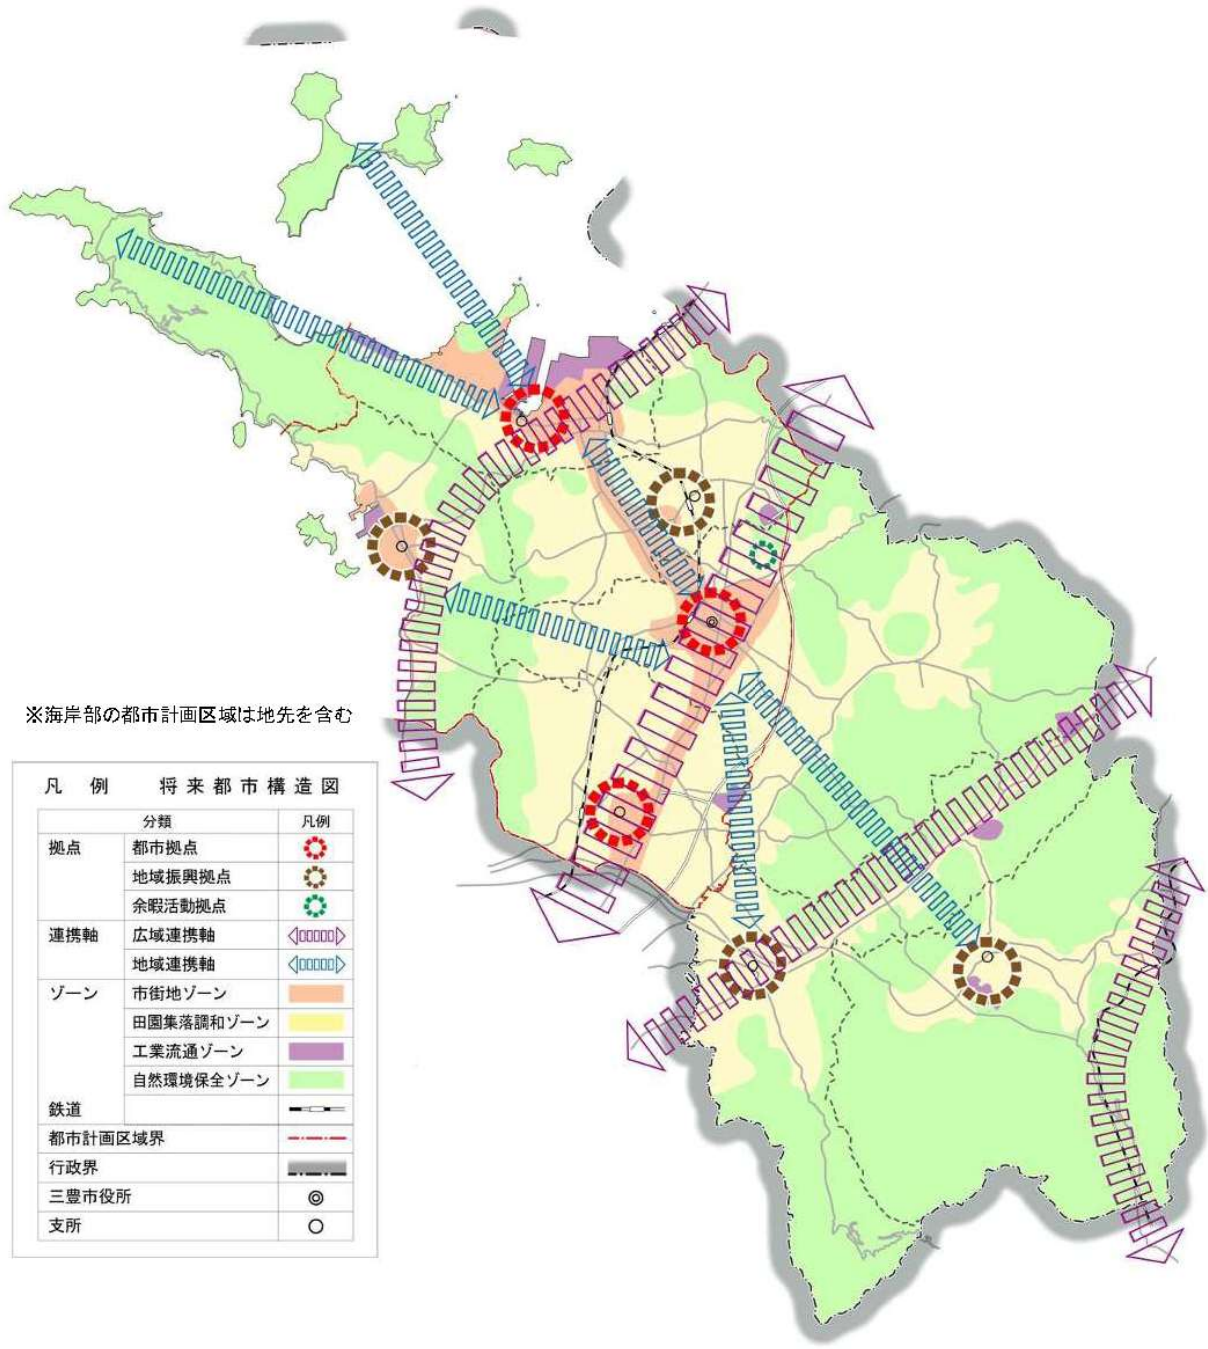 ※海岸部の都市計画区域は地先を含む
凡 例 将来都市構造図
分類 凡例
拠点 都市拠点
地域振興拠点
余暇活動拠点
連携軸 広域連携軸
地域連携軸
ゾーン 市街地ゾーン
田園集落調和ゾーン
工業流通ゾーン
自然環境保全ゾーン
鉄道
都市計画区域界
行政界
三豊市役所
支所